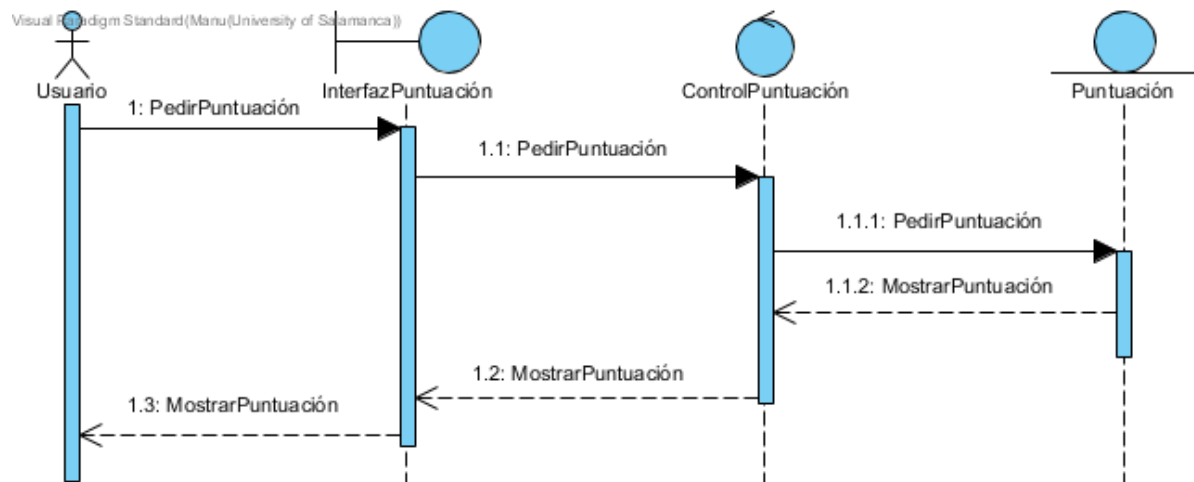 Visual Paradigm Standard(Manu(University of Salamanca))
Usuario
InterfazPuntuación
ControlPuntuación
Puntuación
1: PedirPuntuación
1.1: PedirPuntuación
1.1.1: PedirPuntuación
1.1.2: MostrarPuntuación
1.2: MostrarPuntuación
1.3: MostrarPuntuación